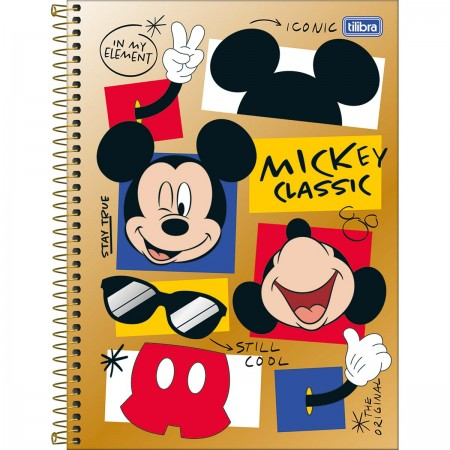 IN MY
ELEMENT
ICONIC
tilibra
MICKEY
CLASSIC
STAY TRUE
STILL
COOL
THE
ORIGINAL